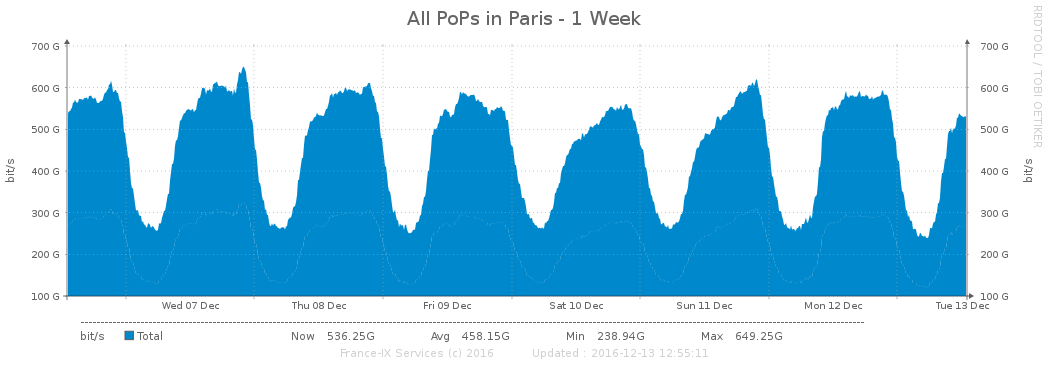 All PoPs in Paris - 1 Week
RRDTOOL / TOBI OETIKER
700 G 700 G
600 G 600 G
500 G 500 G
400 G 400 G
300 G 300 G
200 G 200 G
100 G 100 G
bit/s bit/s
Wed 07 Dec Thu 08 Dec Fri 09 Dec Sat 10 Dec Sun 11 Dec Mon 12 Dec Tue 13 Dec
bit/s Total Now 536.25G Avg 458.15G Min 238.94G Max 649.25G
France-IX Services (c) 2016 Updated : 2016-12-13 12:55:11